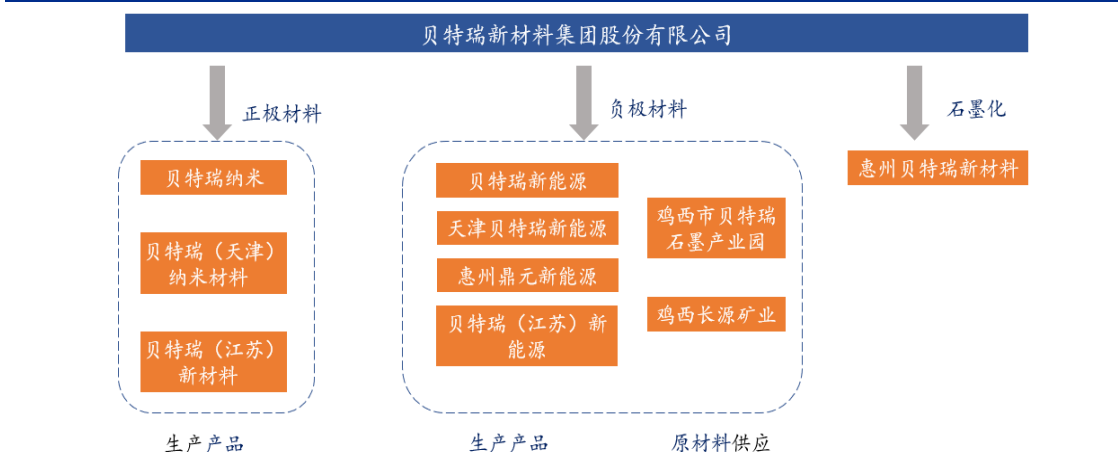 贝特瑞新材料集团股份有限公司
正极材料
负极材料
石墨化
贝特瑞纳米
贝特瑞（天津）
纳米材料
贝特瑞（江苏）
新材料
贝特瑞新能源
天津贝特瑞新能源
惠州鼎元新能源
贝特瑞（江苏）新
能源
鸡西市贝特瑞
石墨产业园
鸡西长源矿业
惠州贝特瑞新材料
生产产品
生产产品
原材料供应